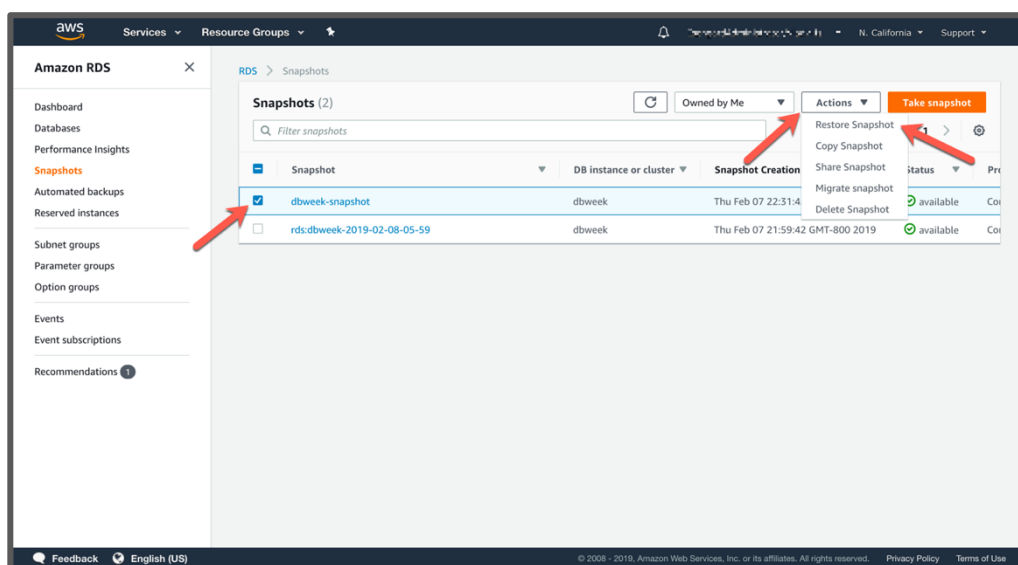 aws Services Resource Groups N. California Support
Amazon RDS
Dashboard
Databases
Performance Insights
Snapshots
Automated backups
Reserved instances
Subnet groups
Parameter groups
Option groups
Events
Event subscriptions
Recommendations 1
RDS > Snapshots
Snapshots (2) Owned by Me Actions Take snapshot
Filter snapshots 1
Restore Snapshot
Copy Snapshot
Share Snapshot
Migrate snapshot
Delete Snapshot
Snapshot DB instance or cluster Snapshot Creation Status
dbweek-snapshot dbweek Thu Feb 07 22:31:4 available
rds:dbweek-2019-02-08-05-59 dbweek Thu Feb 07 21:59:42 GMT-800 2019 available
Feedback English (US) © 2008 - 2019, Amazon Web Services, Inc. or its affiliates. All rights reserved. Privacy Policy Terms of Use